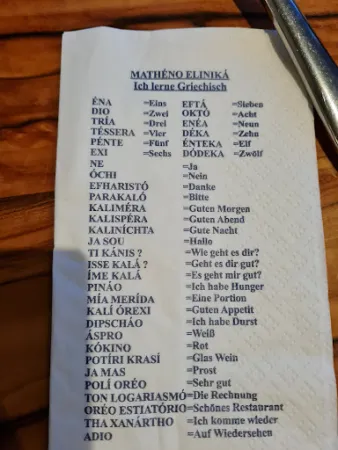 MATHÉNO ELINIKÁ
Ich lerne Griechisch
ÉNA =Eins EFTÁ =Sieben
DIO =Zwei OKTÓ =Acht
TRÍA =Drei ENÉA =Neun
TÉSSERA =Vier DÉKA =Zehn
PÉNTE =Fünf ÉNTEKA =Elf
EXI =Sechs DÓDEKA =Zwölf
NE =Ja
ÓCHI =Nein
EFHARISTÓ =Danke
PARAKALÓ =Bitte
KALIMÉRA =Guten Morgen
KALISPÉRA =Guten Abend
KALINÍCHTA =Gute Nacht
JA SOU =Hallo
TI KÁNIS ? =Wie geht es dir?
ISSE KALÁ ? =Geht es dir gut?
ÍME KALÁ =Es geht mir gut?
PINÁO =Ich habe Hunger
MÍA MERÍDA =Eine Portion
KALÍ ÓREXI =Guten Appetit
DIPSCHÁO =Ich habe Durst
ÁSPRO =Weiß
KÓKINO =Rot
POTÍRI KRASÍ =Glas Wein
JA MAS =Prost
POLÍ ORÉO =Sehr gut
TON LOGARIASMÓ =Die Rechnung
ORÉO ESTIATÓRIO =Schönes Restaurant
THA XANÁRTHO =Ich komme wieder
ADIO =Auf Wiedersehen